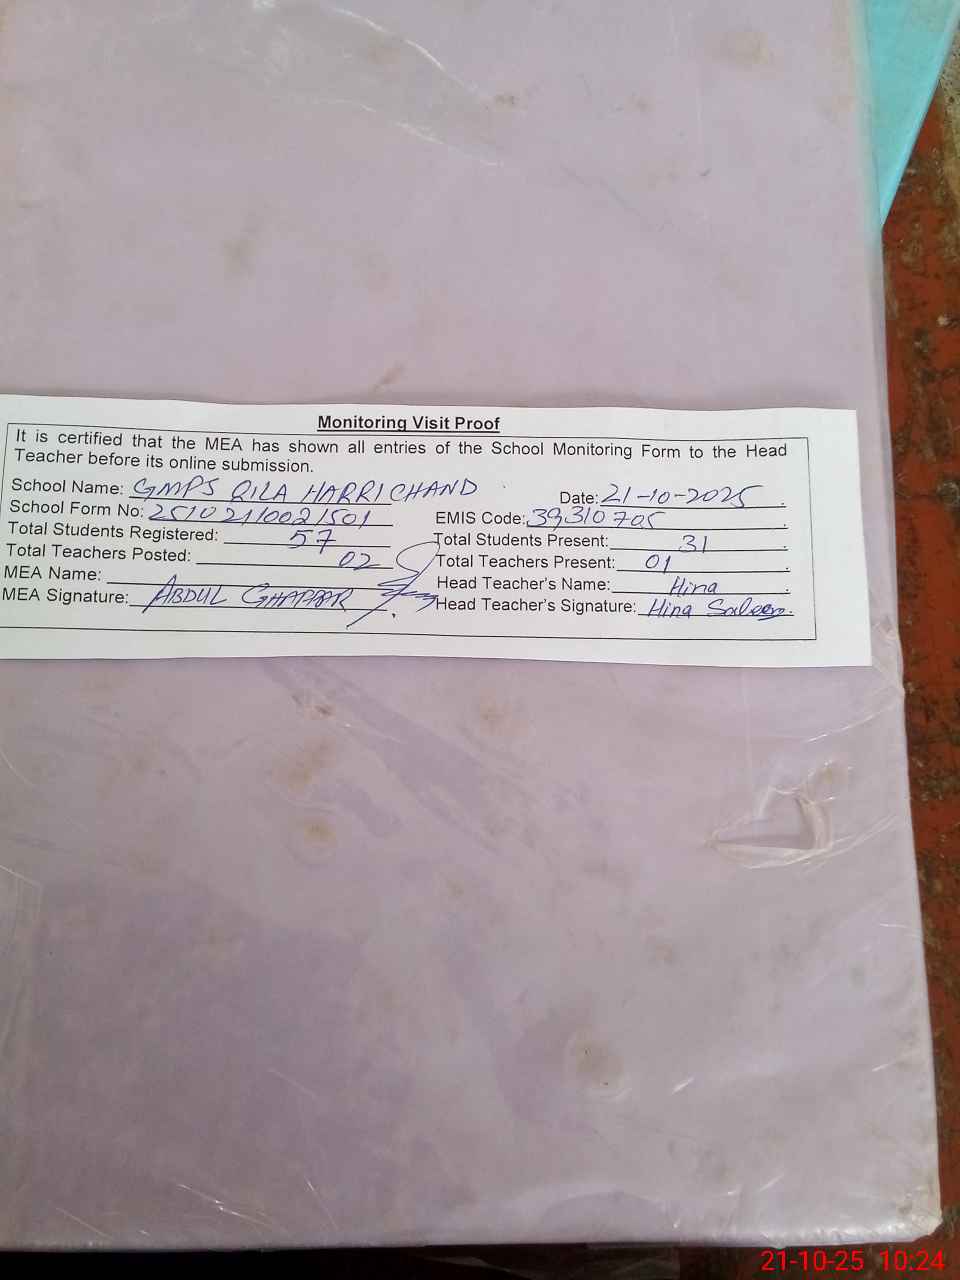 Monitoring Visit Proof
It is certified that the MEA has shown all entries of the School Monitoring Form to the Head
Teacher before its online submission.
School Name: GMPS QILA HARRICHAND Date: 21-10-2025
School Form No: 25102110021501 EMIS Code: 39310705
Total Students Registered: 57 Total Students Present: 31
Total Teachers Posted: 02 Total Teachers Present: 01
MEA Name: Head Teacher's Name: Hina
MEA Signature: ABDUL GHAFFAR Head Teacher's Signature: Hina Saleem
21-10-25 10:24